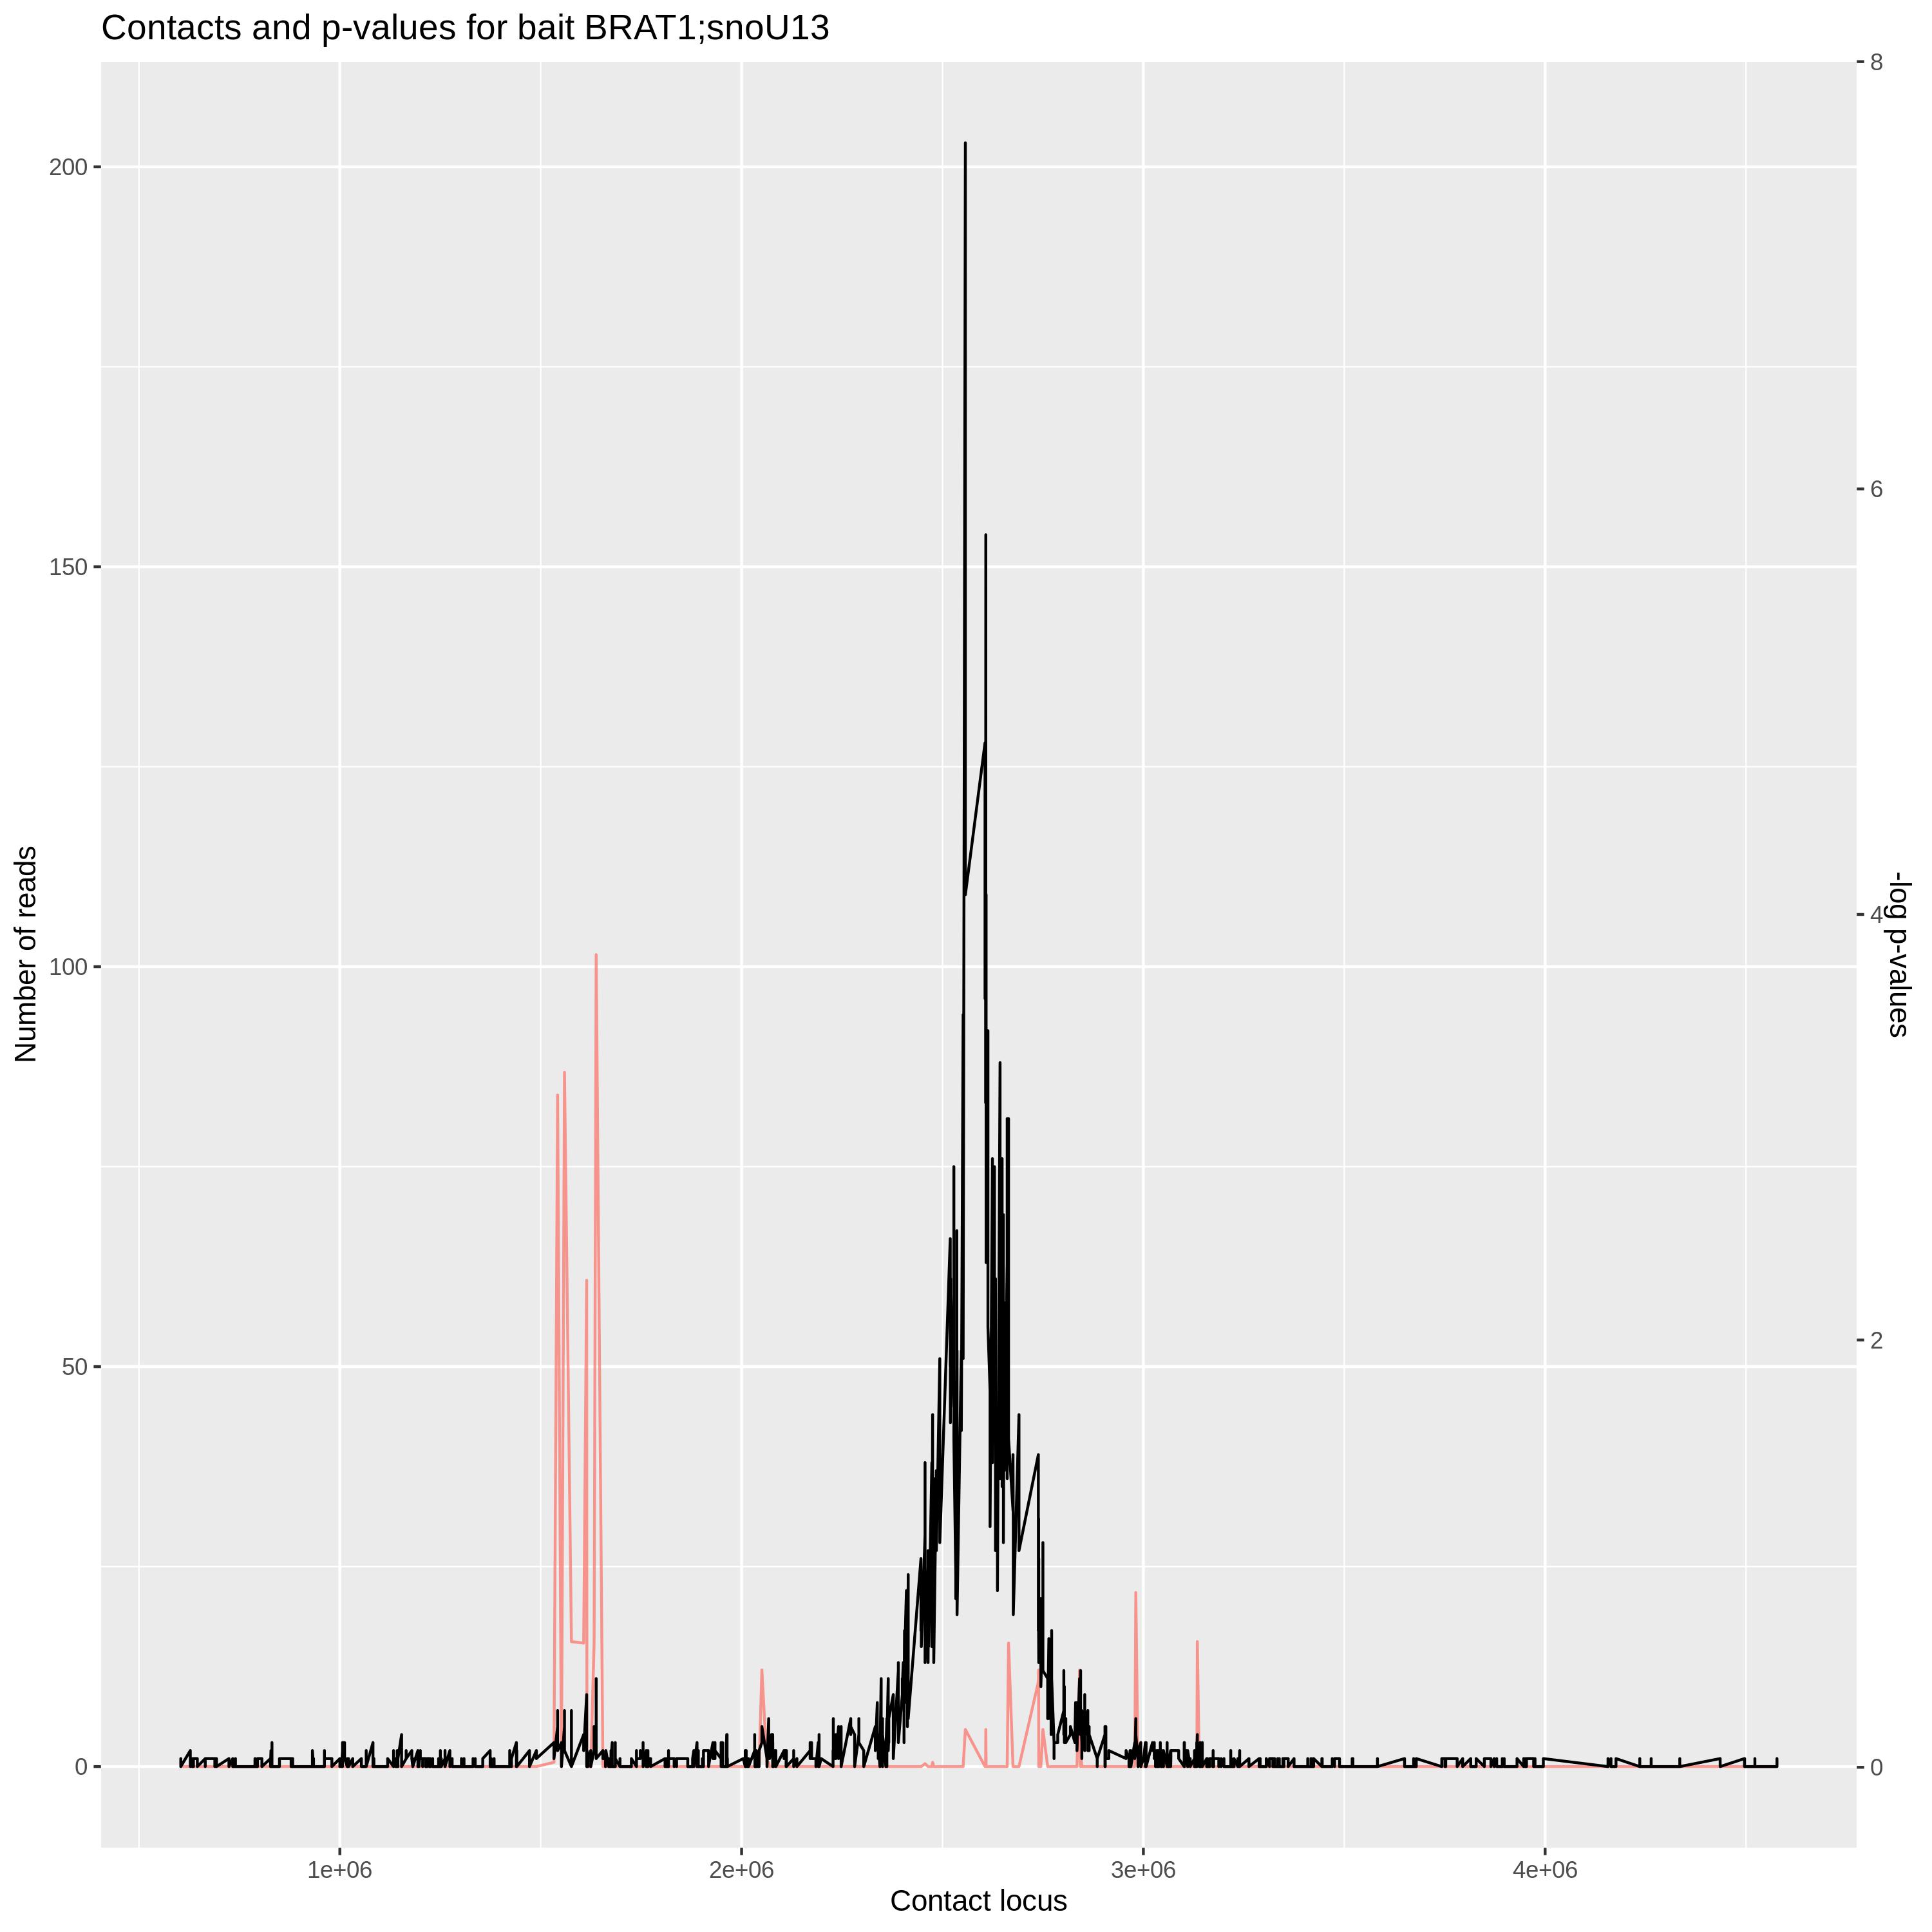 Contacts and p-values for bait BRAT1;snoU13
8
200
6
150
Number of reads
4
-log p-values
100
2
50
0
0
1e+06 2e+06 3e+06 4e+06
Contact locus